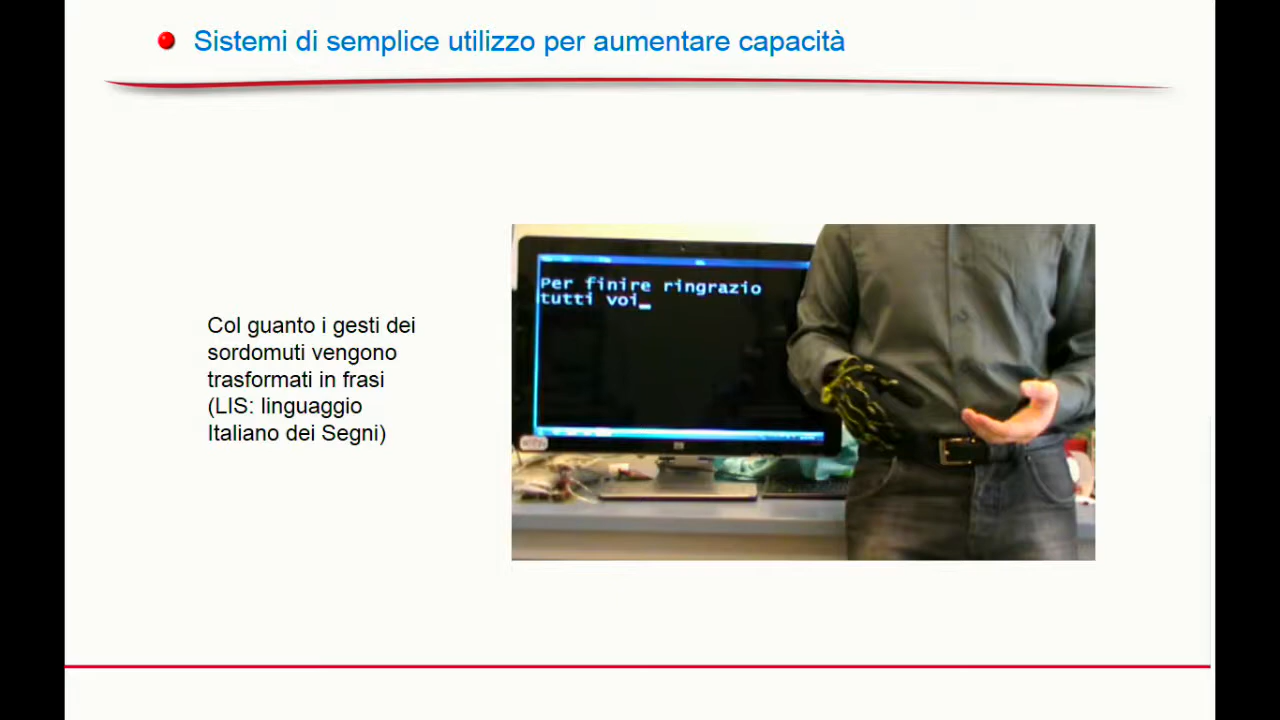 Sistemi di semplice utilizzo per aumentare capacità
Col guanto i gesti dei
sordomuti vengono
trasformati in frasi
(LIS: linguaggio
Italiano dei Segni)
Per finire ringrazio
tutti voi_